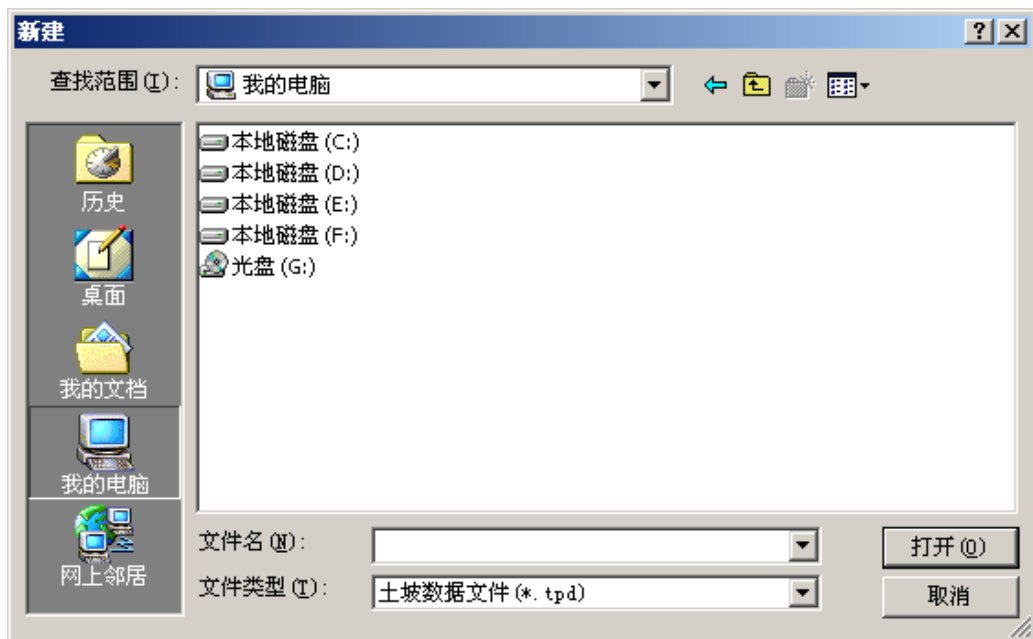 新建
查找范围(I):
我的电脑
历史
桌面
我的文档
我的电脑
网上邻居
本地磁盘 (C:)
本地磁盘 (D:)
本地磁盘 (E:)
本地磁盘 (F:)
光盘 (G:)
文件名(N):
打开(O)
文件类型(T):
土坡数据文件(*.tpd)
取消